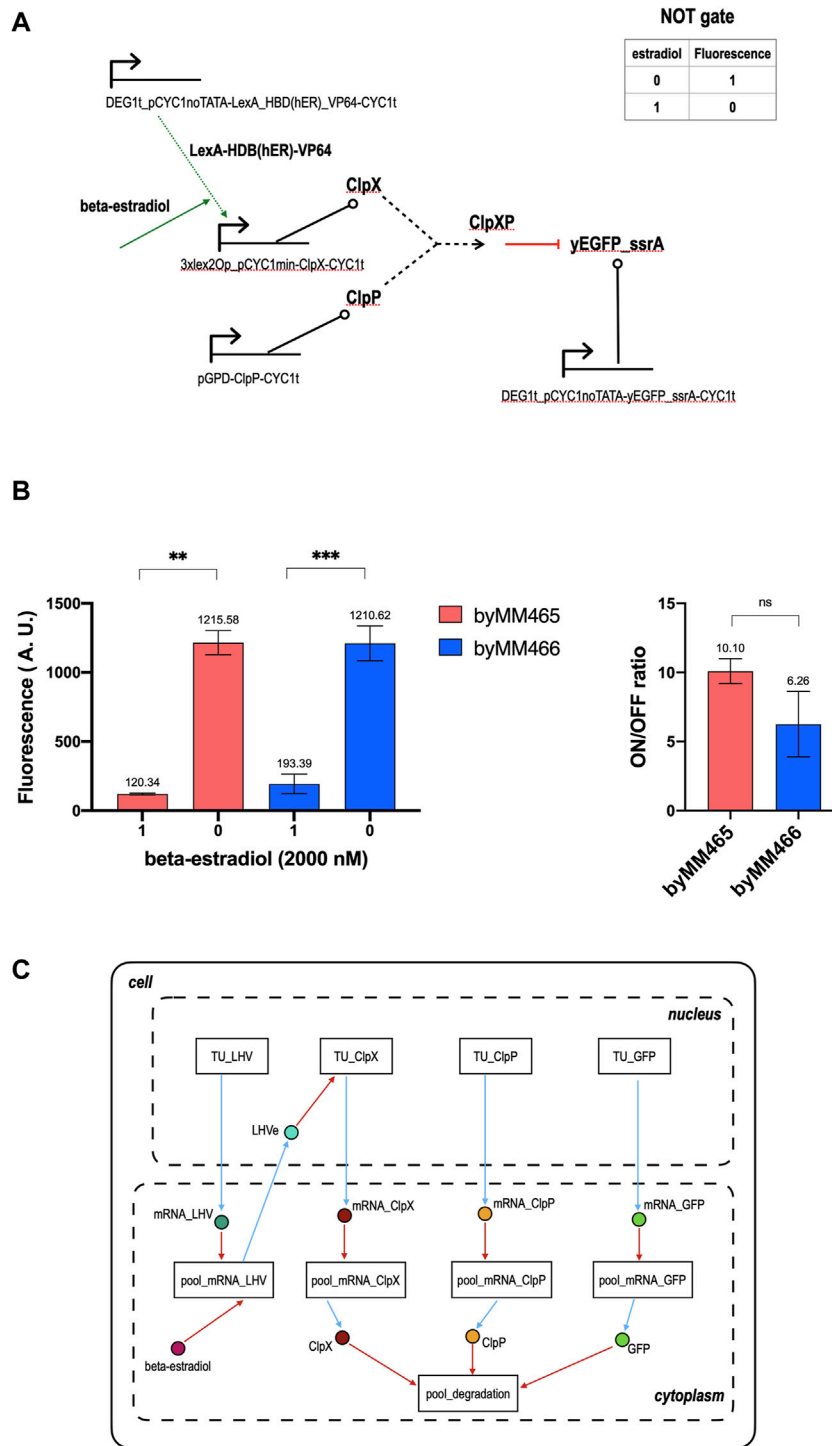 A
NOT gate
estradiol Fluorescence
0 1
1 0
DEG1t_pCYC1noTATA-LexA_HBD(hER)_VP64-CYC1t
LexA-HDB(hER)-VP64
beta-estradiol
ClpX
3xlex2Op_pCYC1min-ClpX-CYC1t
ClpXP
yEGFP_ssrA
ClpP
pGPD-ClpP-CYC1t
DEG1t_pCYC1noTATA-yEGFP_ssrA-CYC1t
B
** ***
Fluorescence ( A. U.)
1500
1000
500
0
120.34
1215.58
193.39
1210.62
1 0 1 0
beta-estradiol (2000 nM)
byMM465
byMM466
ON/OFF ratio
15
10
5
0
ns
10.10
6.26
byMM465
byMM466
C
cell
nucleus
TU_LHV TU_ClpX TU_ClpP TU_GFP
LHVe
mRNA_LHV mRNA_ClpX mRNA_ClpP mRNA_GFP
pool_mRNA_LHV pool_mRNA_ClpX pool_mRNA_ClpP pool_mRNA_GFP
beta-estradiol
ClpX ClpP GFP
pool_degradation
cytoplasm